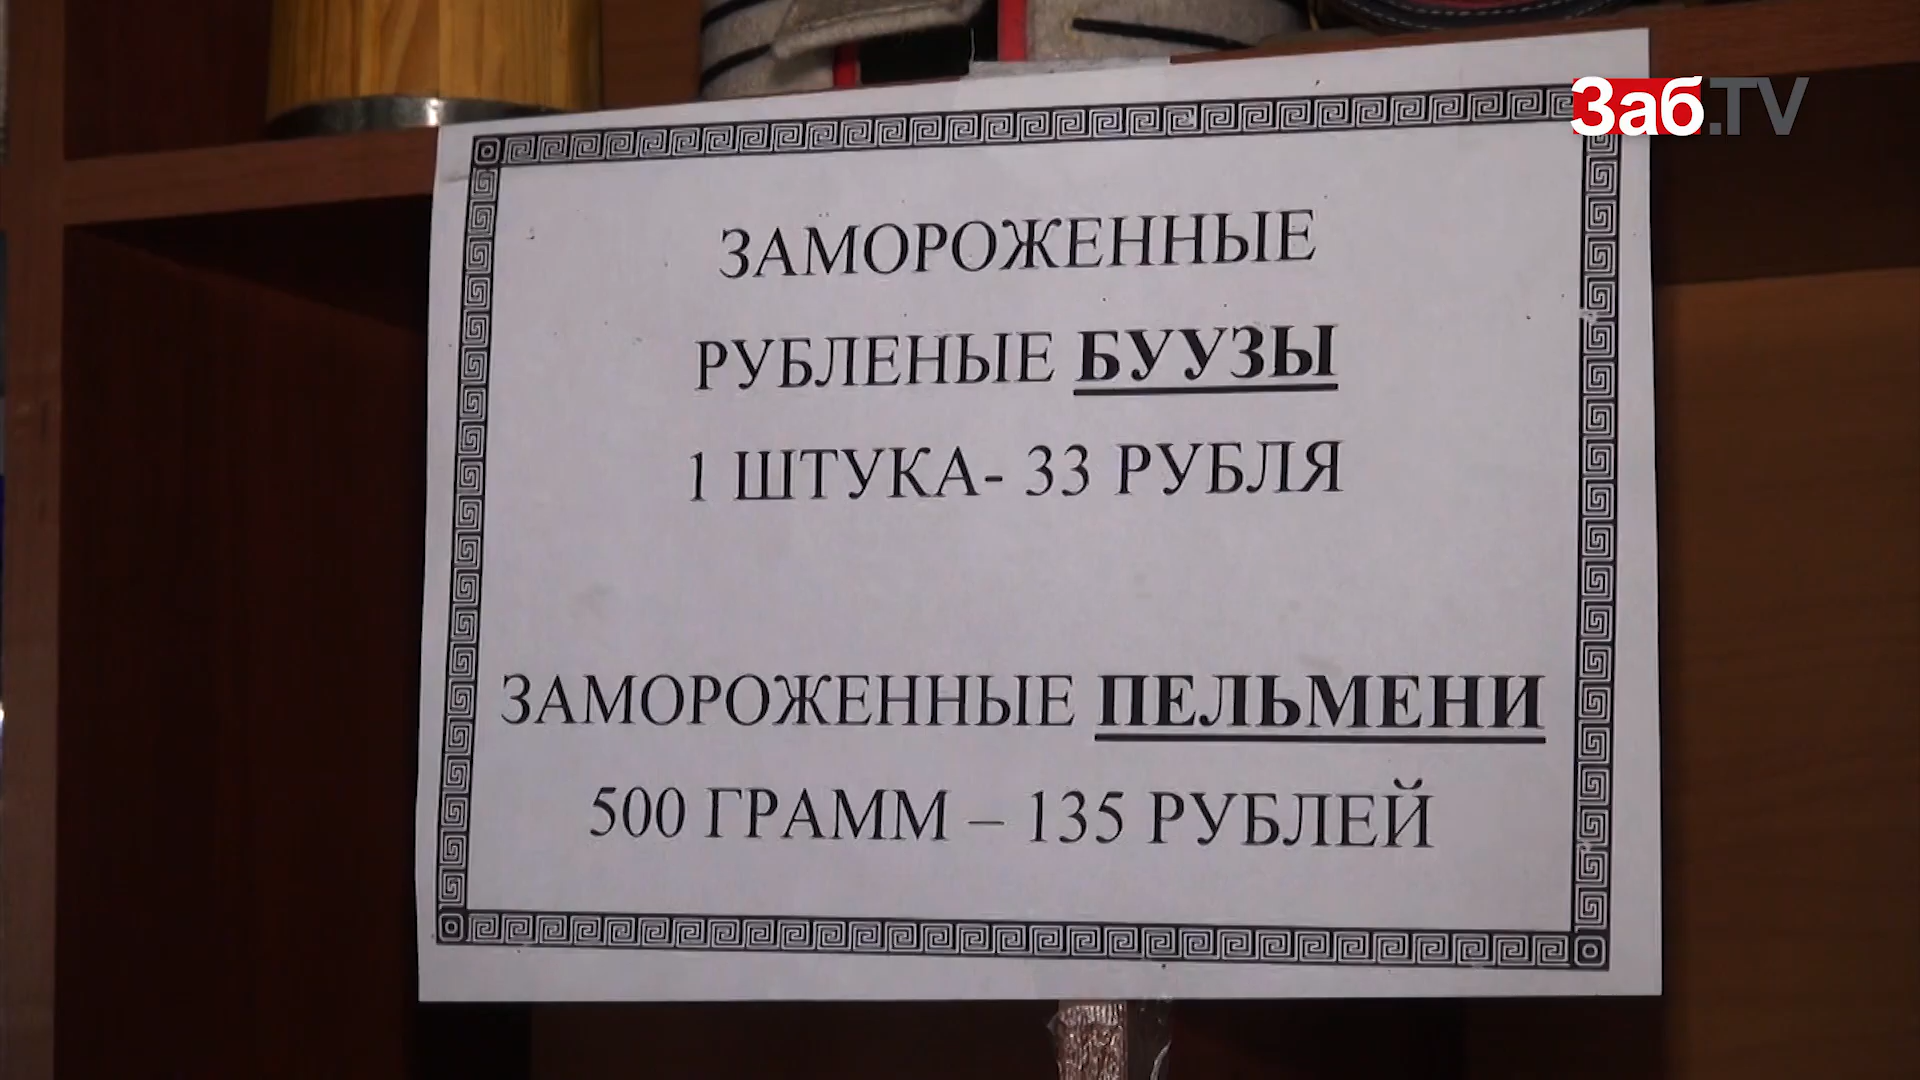 Заб.TV
ЗАМОРОЖЕННЫЕ
РУБЛЕНЫЕ БУУЗЫ
1 ШТУКА- 33 РУБЛЯ
ЗАМОРОЖЕННЫЕ ПЕЛЬМЕНИ
500 ГРАММ – 135 РУБЛЕЙ